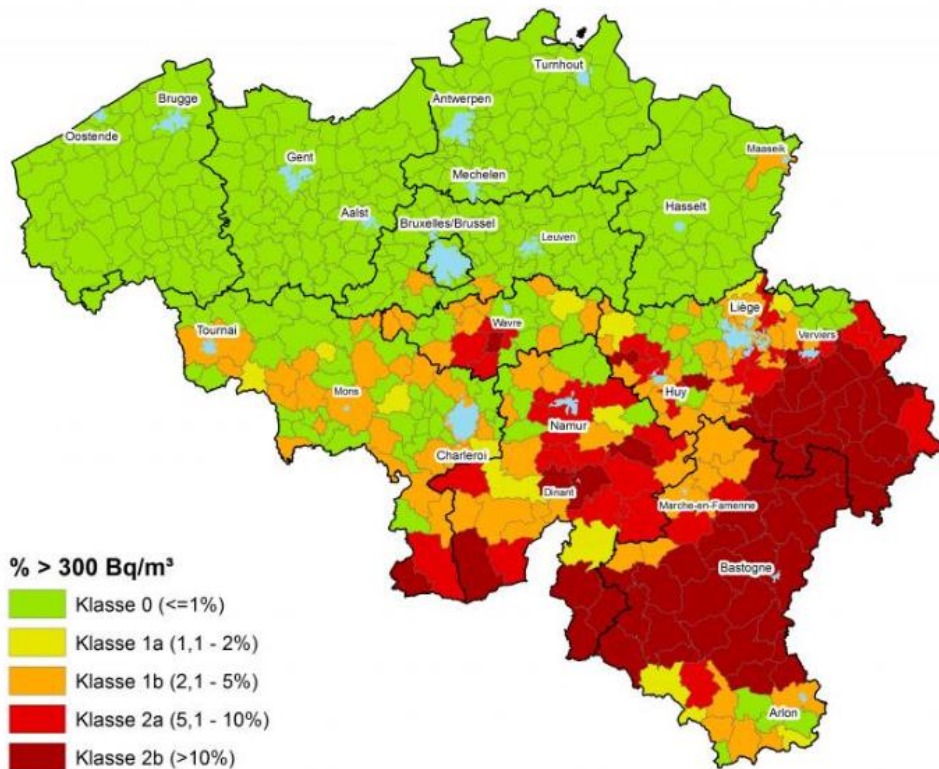 Turnhout
Brugge
Antwerpen
Oostende
Maaseik
Gent
Mechelen
Hasselt
Aalst
Bruxelles/Brussel
Leuven
Liège
Wavre
Tournai
Verviers
Mons
Huy
Namur
Charleroi
Dinant
Marche-en-Famenne
% > 300 Bq/m³
Bastogne
Klasse 0 (<=1%)
Klasse 1a (1,1 - 2%)
Klasse 1b (2,1 - 5%)
Arlon
Klasse 2a (5,1 - 10%)
Klasse 2b (>10%)